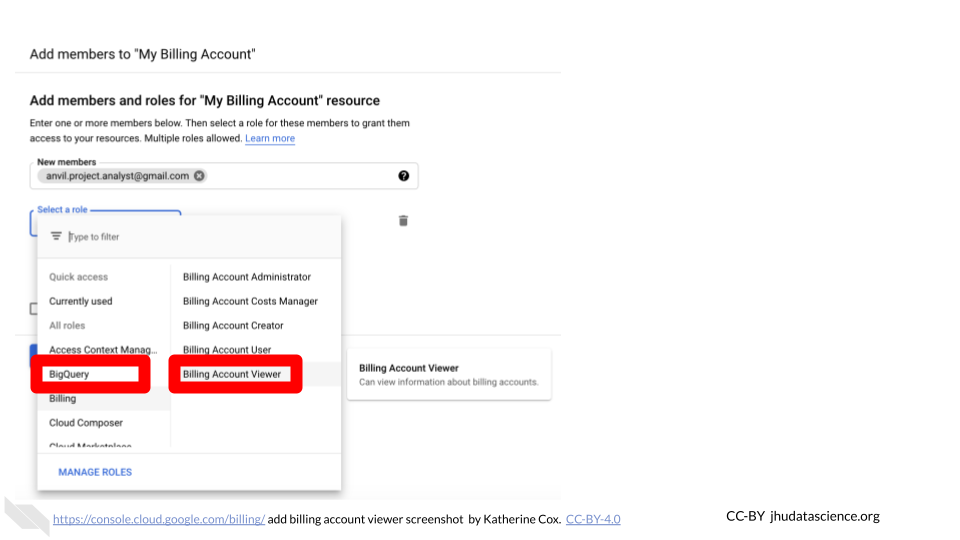 Add members to "My Billing Account"
Add members and roles for "My Billing Account" resource
Enter one or more members below. Then select a role for these members to grant them
access to your resources. Multiple roles allowed. Learn more
New members
anvil.project.analyst@gmail.com
Select a role
Type to filter
Quick access
Currently used
All roles
Access Context Manag...
BigQuery
Billing
Cloud Composer
Cloud Marketplace
Billing Account Administrator
Billing Account Costs Manager
Billing Account Creator
Billing Account User
Billing Account Viewer
Billing Account Viewer
Can view information about billing accounts.
MANAGE ROLES
https://console.cloud.google.com/billing/ add billing account viewer screenshot by Katherine Cox. CC-BY-4.0
CC-BY jhudatascience.org